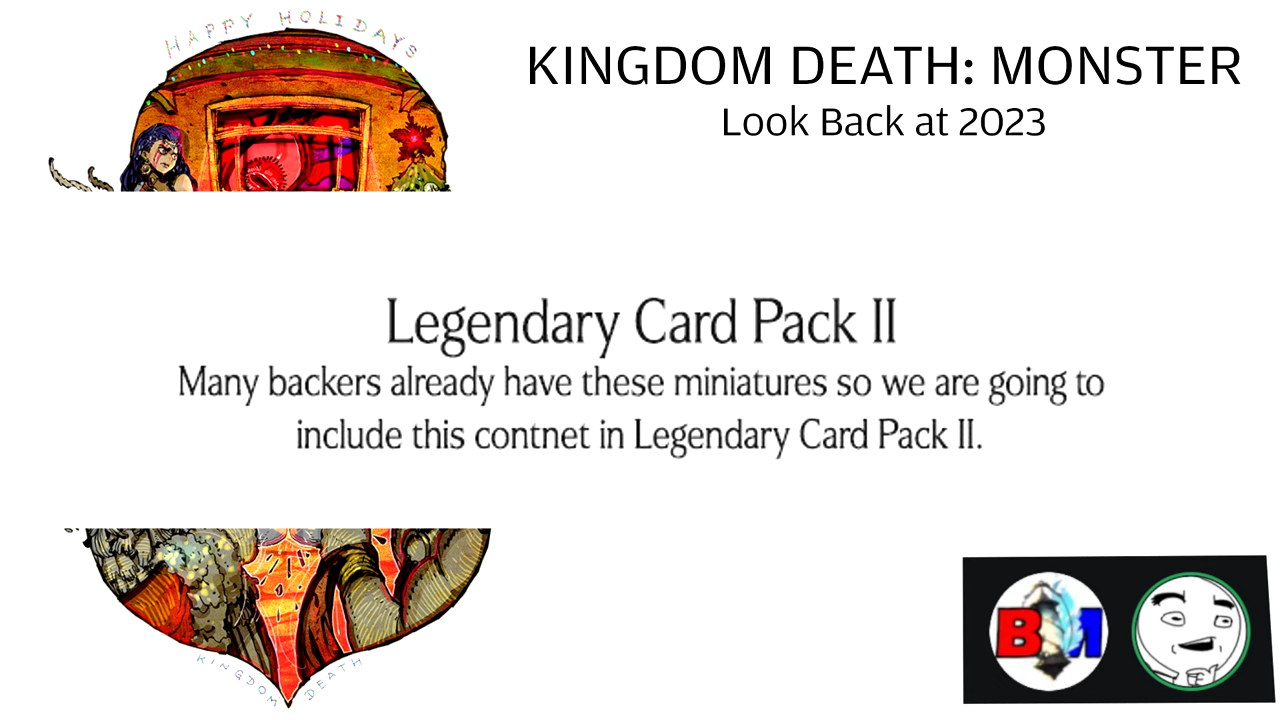 HAPPY HOLIDAYS
KINGDOM DEATH: MONSTER
Look Back at 2023
Legendary Card Pack II
Many backers already have these miniatures so we are going to
include this contnet in Legendary Card Pack II.
KINGDOM DEATH
BM